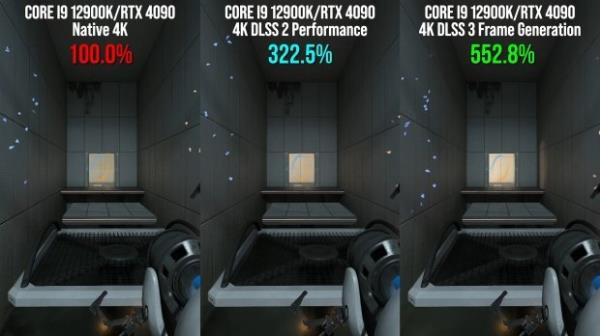 CORE I9 12900K/RTX 4090
Native 4K
100.0%
CORE I9 12900K/RTX 4090
4K DLSS 2 Performance
322.5%
CORE I9 12900K/RTX 4090
4K DLSS 3 Frame Generation
552.8%